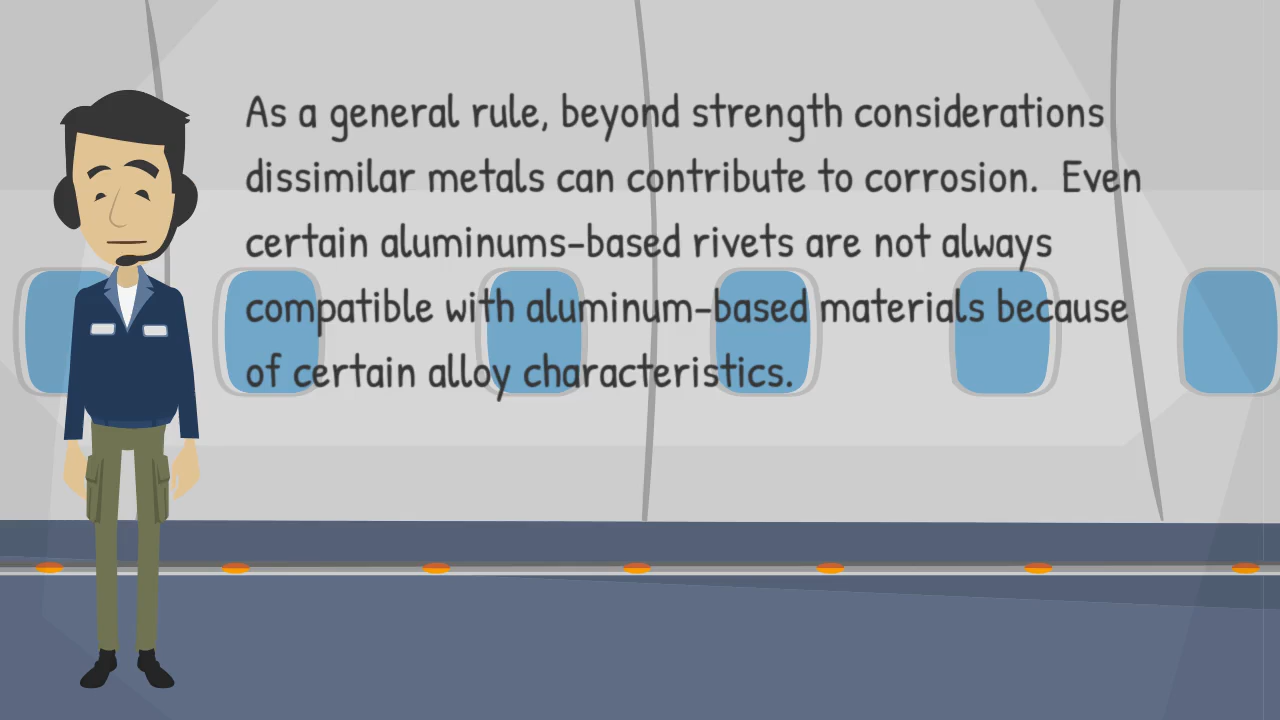 As a general rule, beyond strength considerations
dissimilar metals can contribute to corrosion.  Even
certain aluminums-based rivets are not always
compatible with aluminum-based materials because
of certain alloy characteristics.